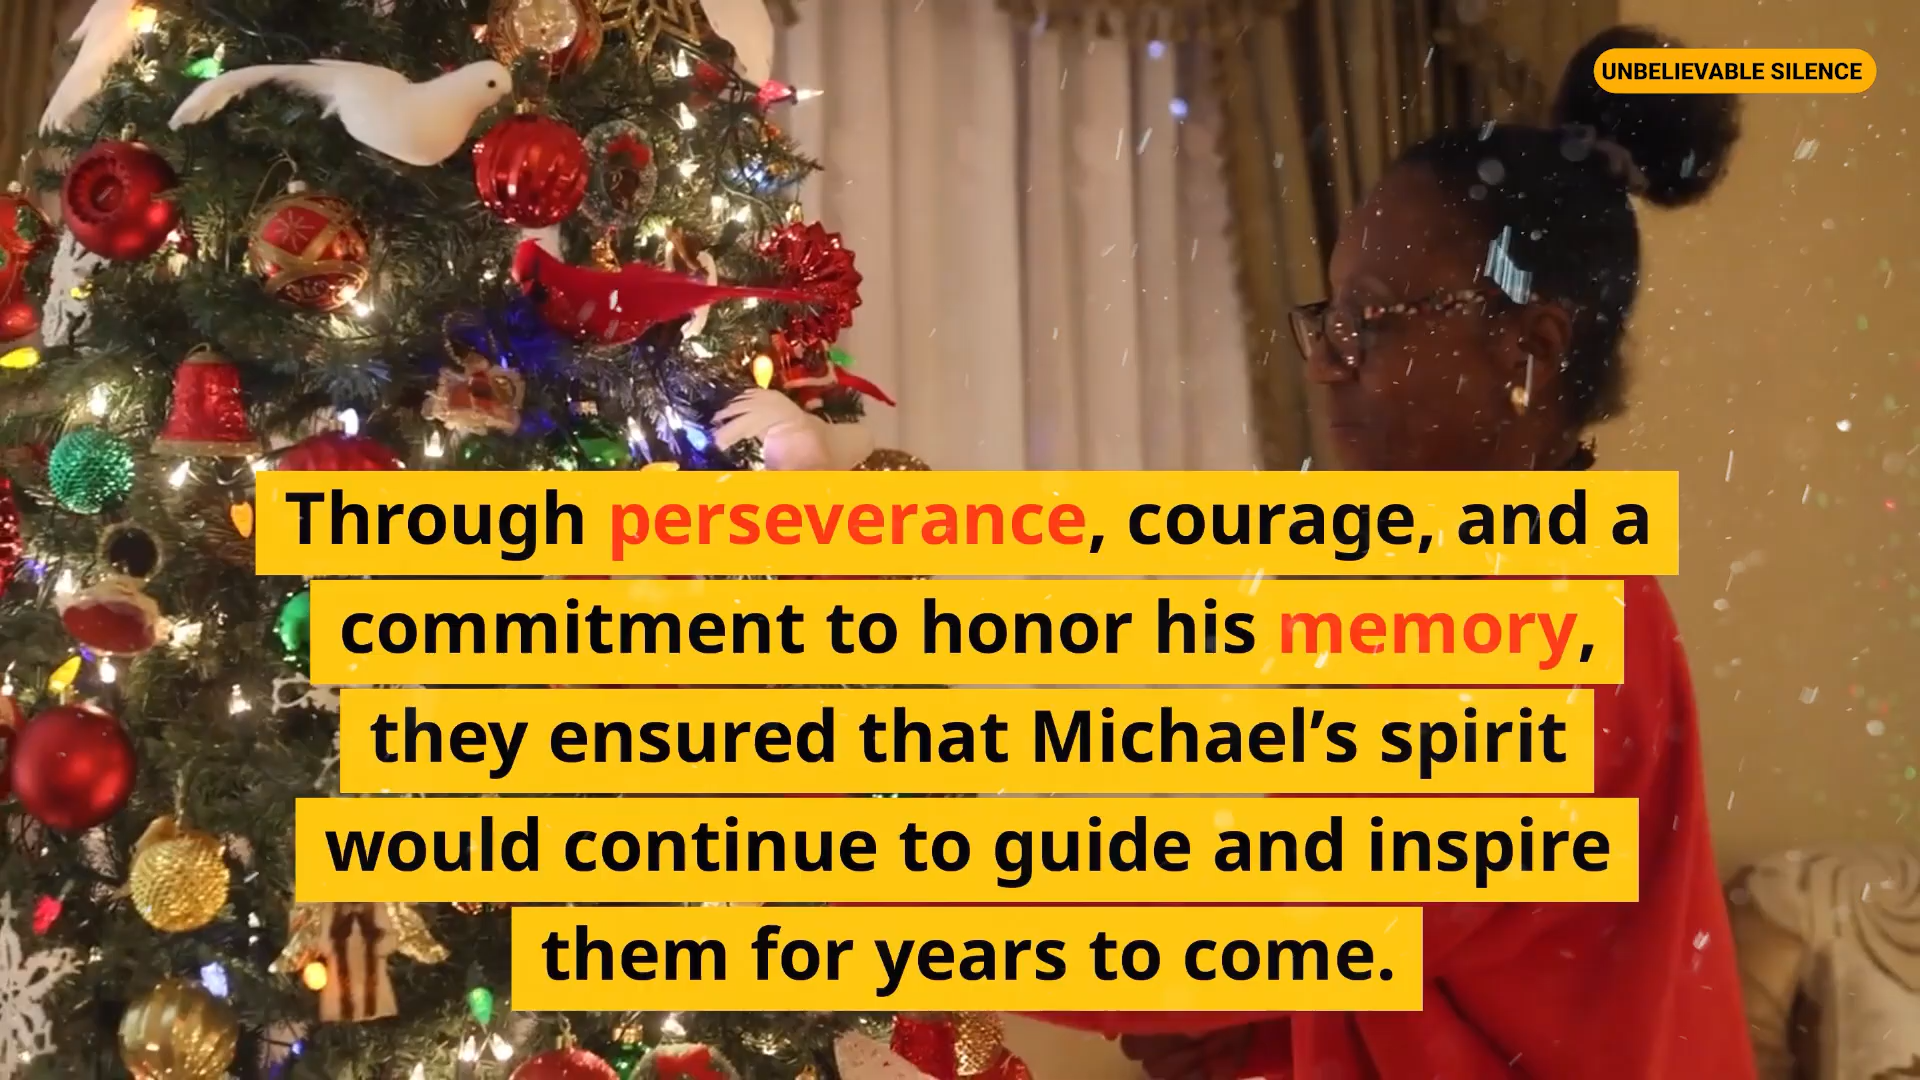 UNBELIEVABLE SILENCE
Through perseverance, courage, and a
commitment to honor his memory,
they ensured that Michael’s spirit
would continue to guide and inspire
them for years to come.